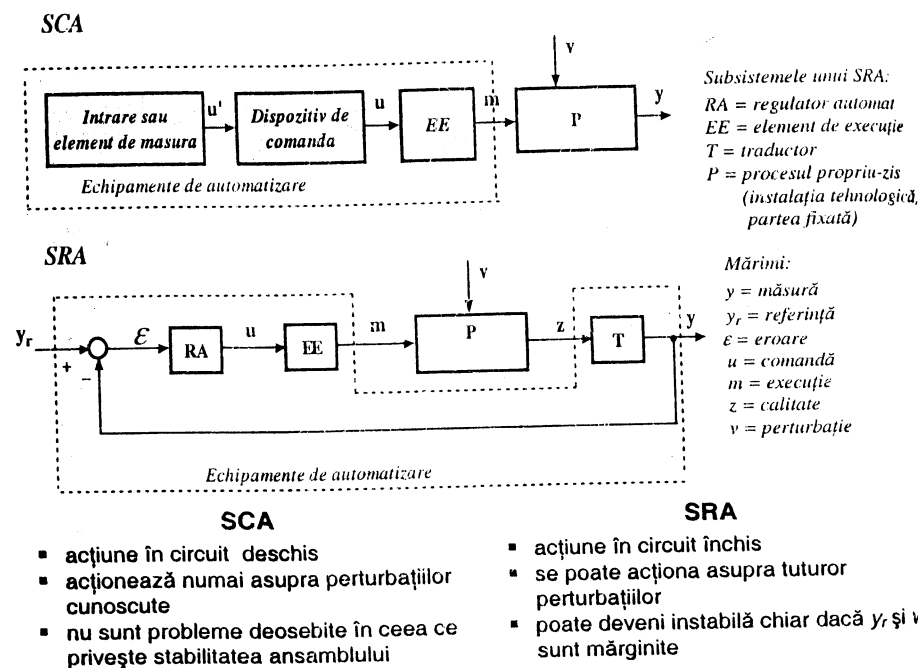 SCA
v
Intrare sau
element de masura
u'
Dispozitiv de
comanda
u
EE
m
P
y
Echipamente de automatizare
Subsistemele unui SRA:
RA = regulator automat
EE = element de execuție
T = traductor
P = procesul propriu-zis
(instalația tehnologică,
partea fixată)
SRA
v
yr
+
−
ε
RA
u
EE
m
P
z
T
y
Echipamente de automatizare
Mărimi:
y = măsură
yr = referință
ε = eroare
u = comandă
m = execuție
z = calitate
v = perturbație
SCA
▪ acțiune în circuit deschis
▪ acționează numai asupra perturbațiilor
cunoscute
▪ nu sunt probleme deosebite în ceea ce
privește stabilitatea ansamblului
SRA
▪ acțiune în circuit închis
▪ se poate acționa asupra tuturor
perturbațiilor
▪ poate deveni instabilă chiar dacă yr și
sunt mărginite